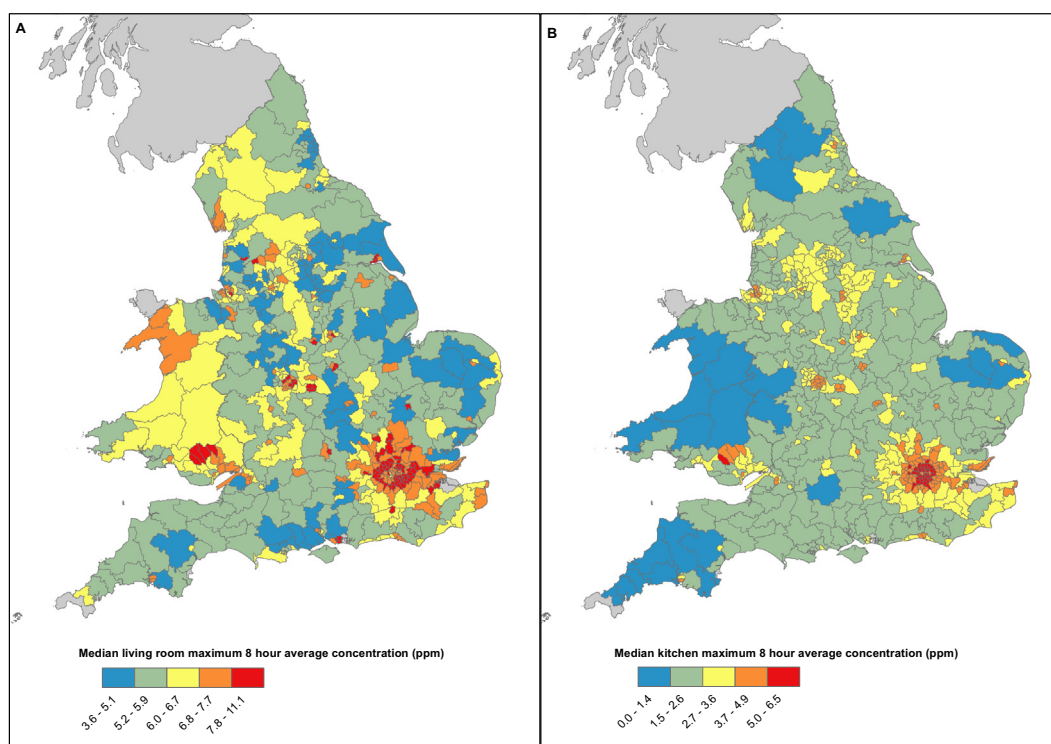 A
B
Median living room maximum 8 hour average concentration (ppm)
3.6 - 5.1
5.2 - 5.9
6.0 - 6.7
6.8 - 7.7
7.8 - 11.1
Median kitchen maximum 8 hour average concentration (ppm)
0.0 - 1.4
1.5 - 2.6
2.7 - 3.6
3.7 - 4.9
5.0 - 6.5